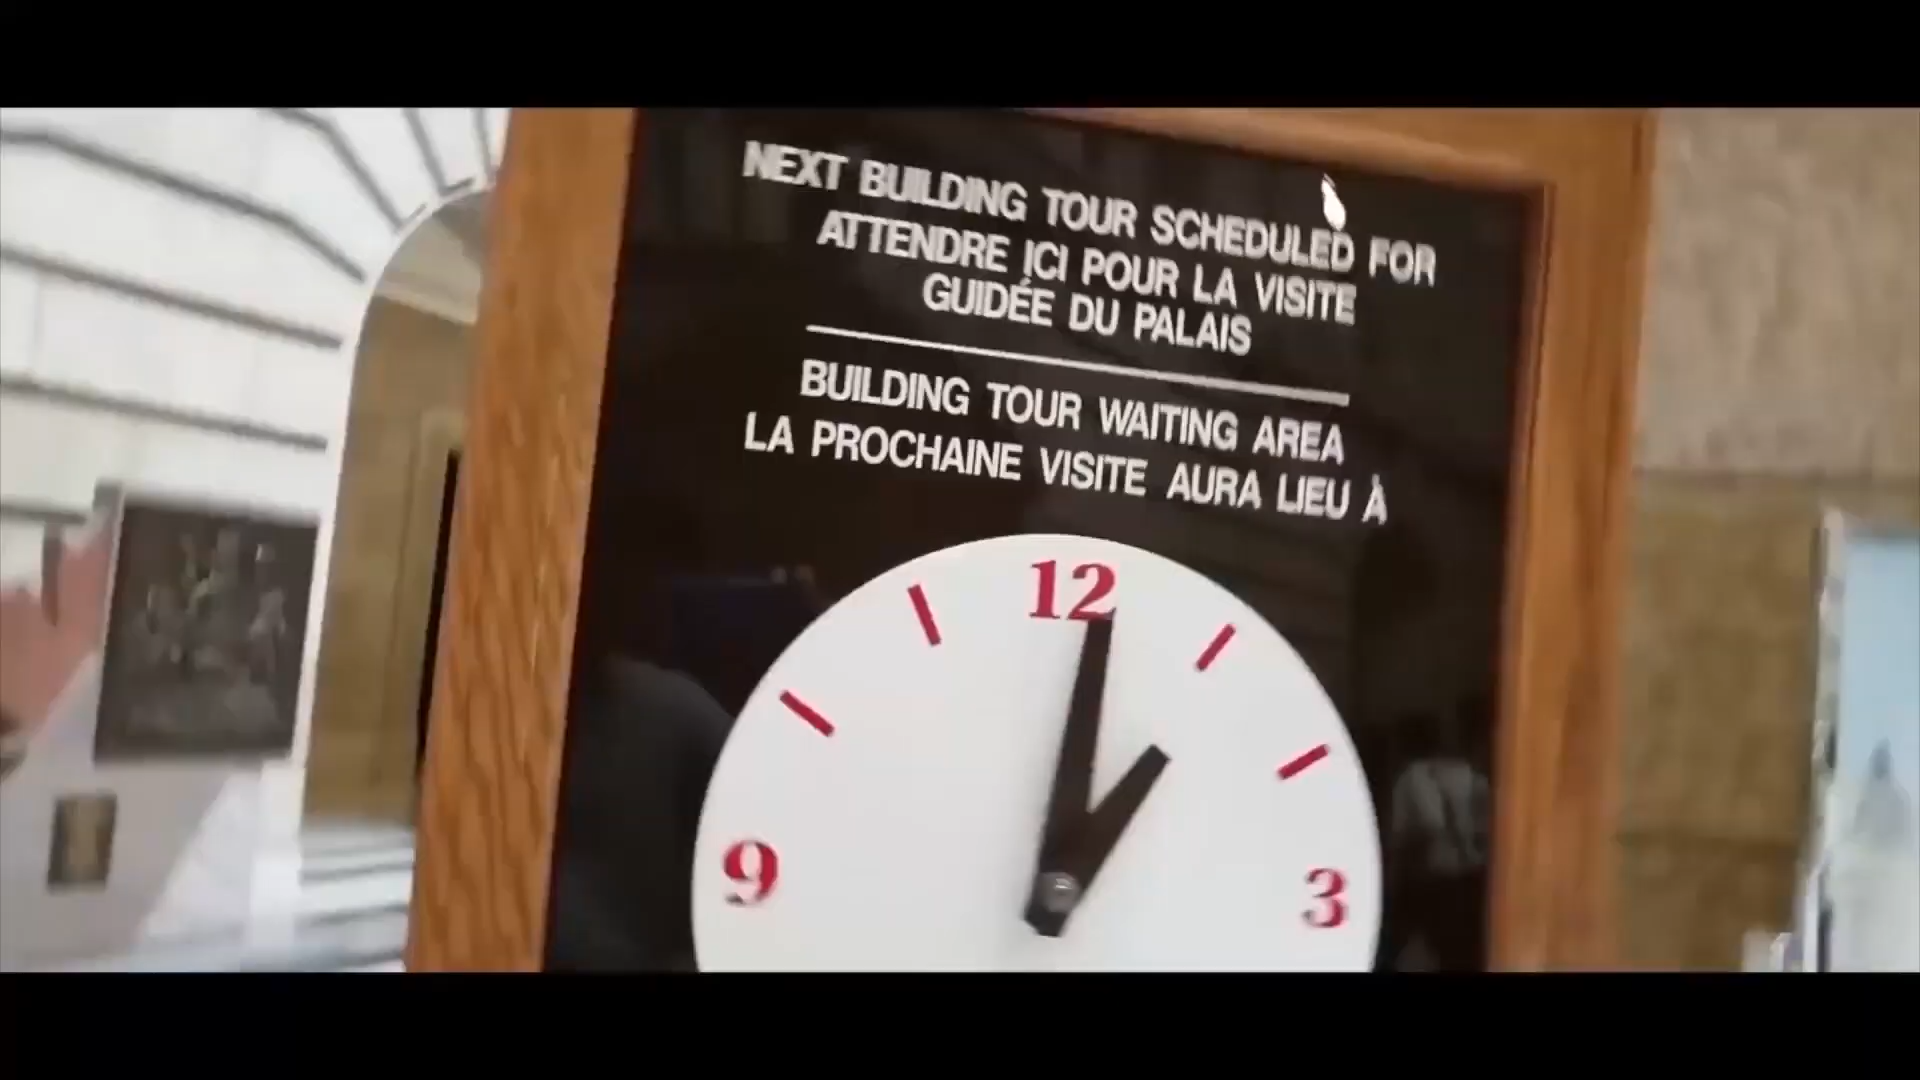 NEXT BUILDING TOUR SCHEDULED FOR
ATTENDRE ICI POUR LA VISITE
GUIDÉE DU PALAIS
BUILDING TOUR WAITING AREA
LA PROCHAINE VISITE AURA LIEU À
12
9
3